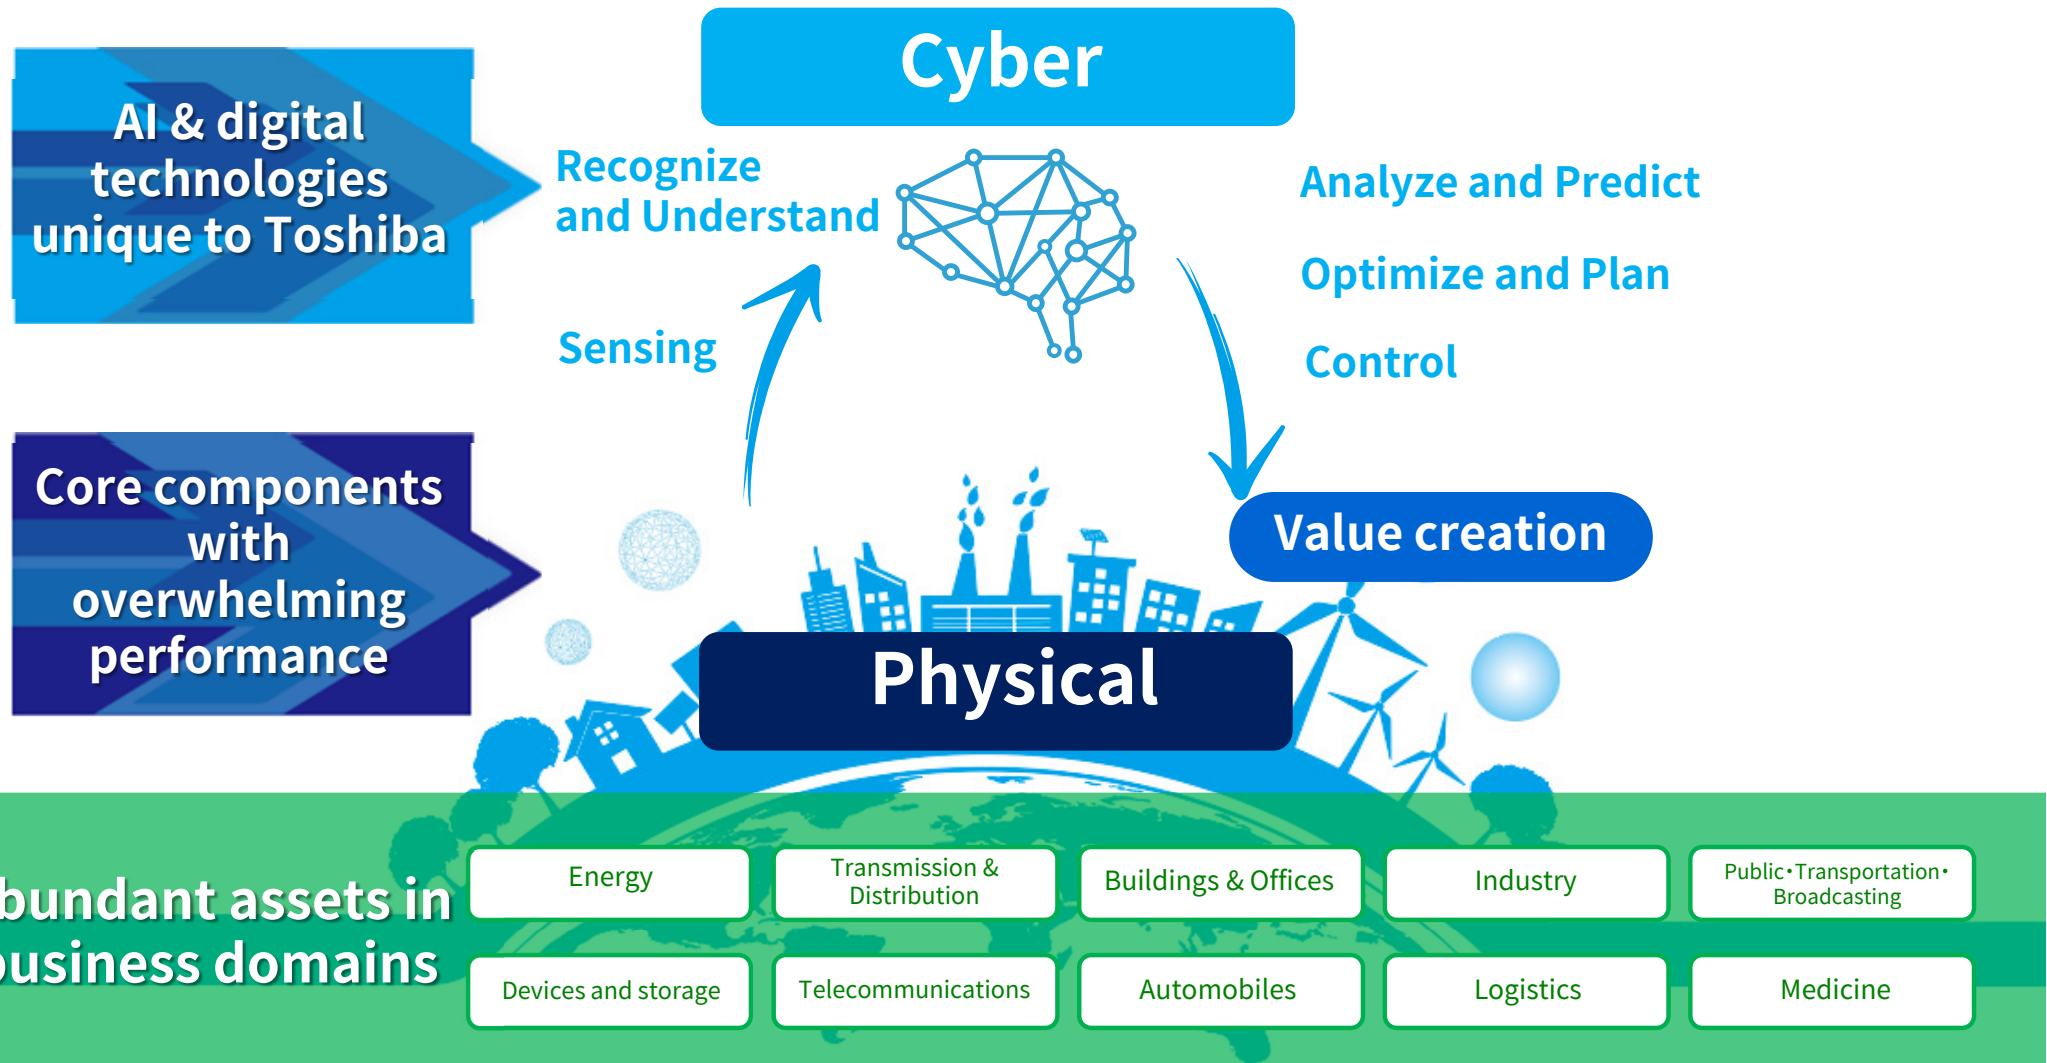 Cyber
AI & digital
technologies
unique to Toshiba
Recognize
and Understand
Sensing
Analyze and Predict
Optimize and Plan
Control
Core components
with
overwhelming
performance
Value creation
Physical
bundant assets in
business domains
Energy
Transmission &
Distribution
Buildings & Offices
Industry
Public・Transportation・
Broadcasting
Devices and storage
Telecommunications
Automobiles
Logistics
Medicine